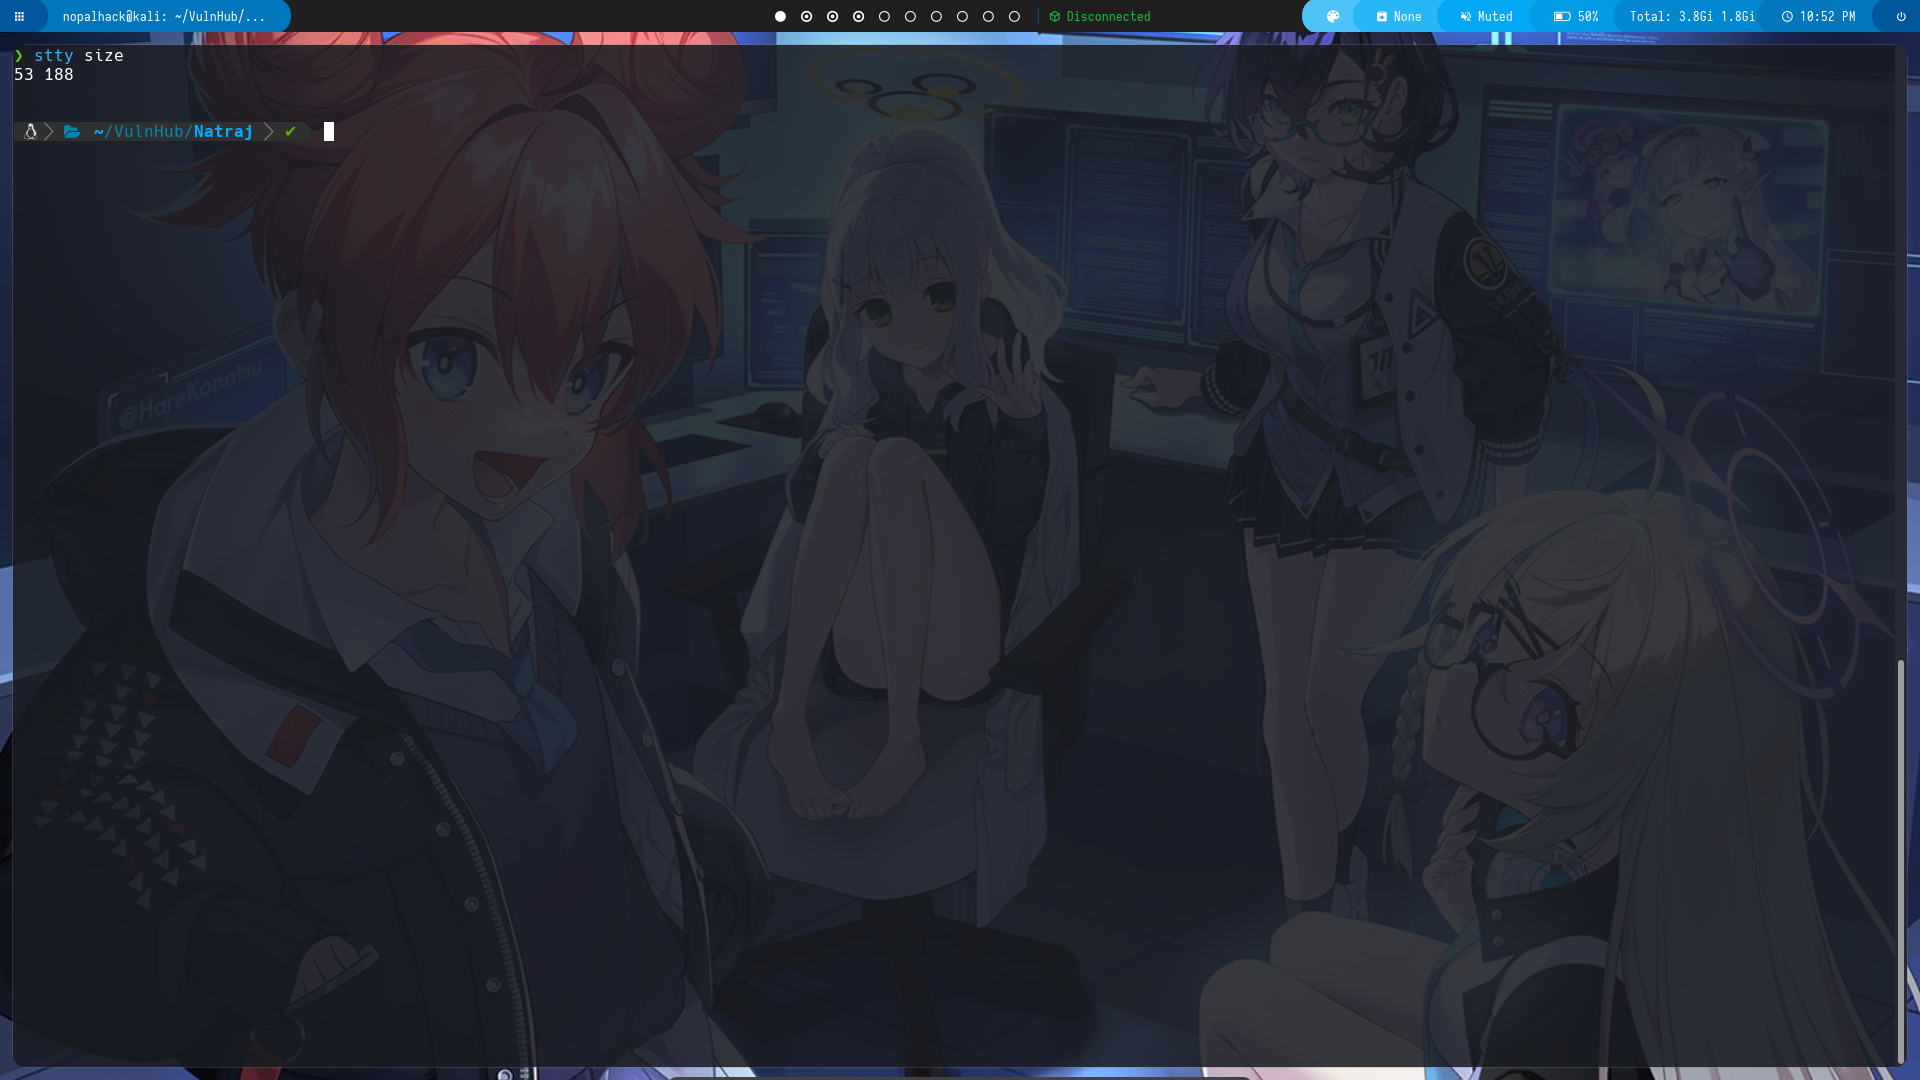 nopalhack@kali: ~/VulnHub/... Disconnected None Muted 50% Total: 3.8Gi 1.8Gi 10:52 PM
❯ stty size
53 188
~/VulnHub/Natraj ✔
@HareKonatsu